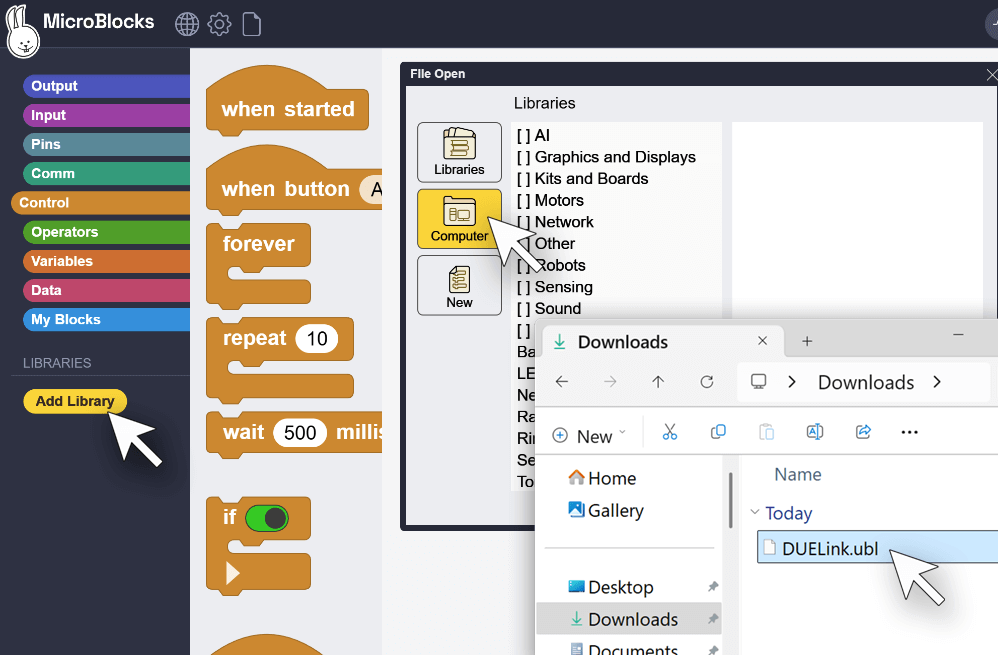 MicroBlocks
Output
Input
Pins
Comm
Control
Operators
Variables
Data
My Blocks
LIBRARIES
Add Library
when started
when button A
forever
repeat 10
wait 500 millis
if
File Open
Libraries
Libraries
Computer
New
[ ] AI
[ ] Graphics and Displays
[ ] Kits and Boards
[ ] Motors
[ ] Network
[ ] Other
[ ] Robots
[ ] Sensing
[ ] Sound
[ ]
Ba
LE
Ne
Ra
Rin
Se
To
Downloads
Downloads
New
Home
Gallery
Desktop
Downloads
Documents
Name
Today
DUELink.ubl